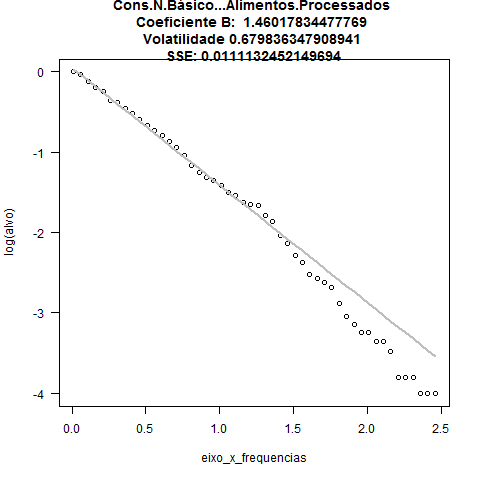 Cons.N.Básico...Alimentos.Processados
Coeficiente B:  1.46017834477769
Volatilidade 0.679836347908941
SSE: 0.0111132452149694
0
-1
-2
-3
-4
log(alvo)
0.0
0.5
1.0
1.5
2.0
2.5
eixo_x_frequencias